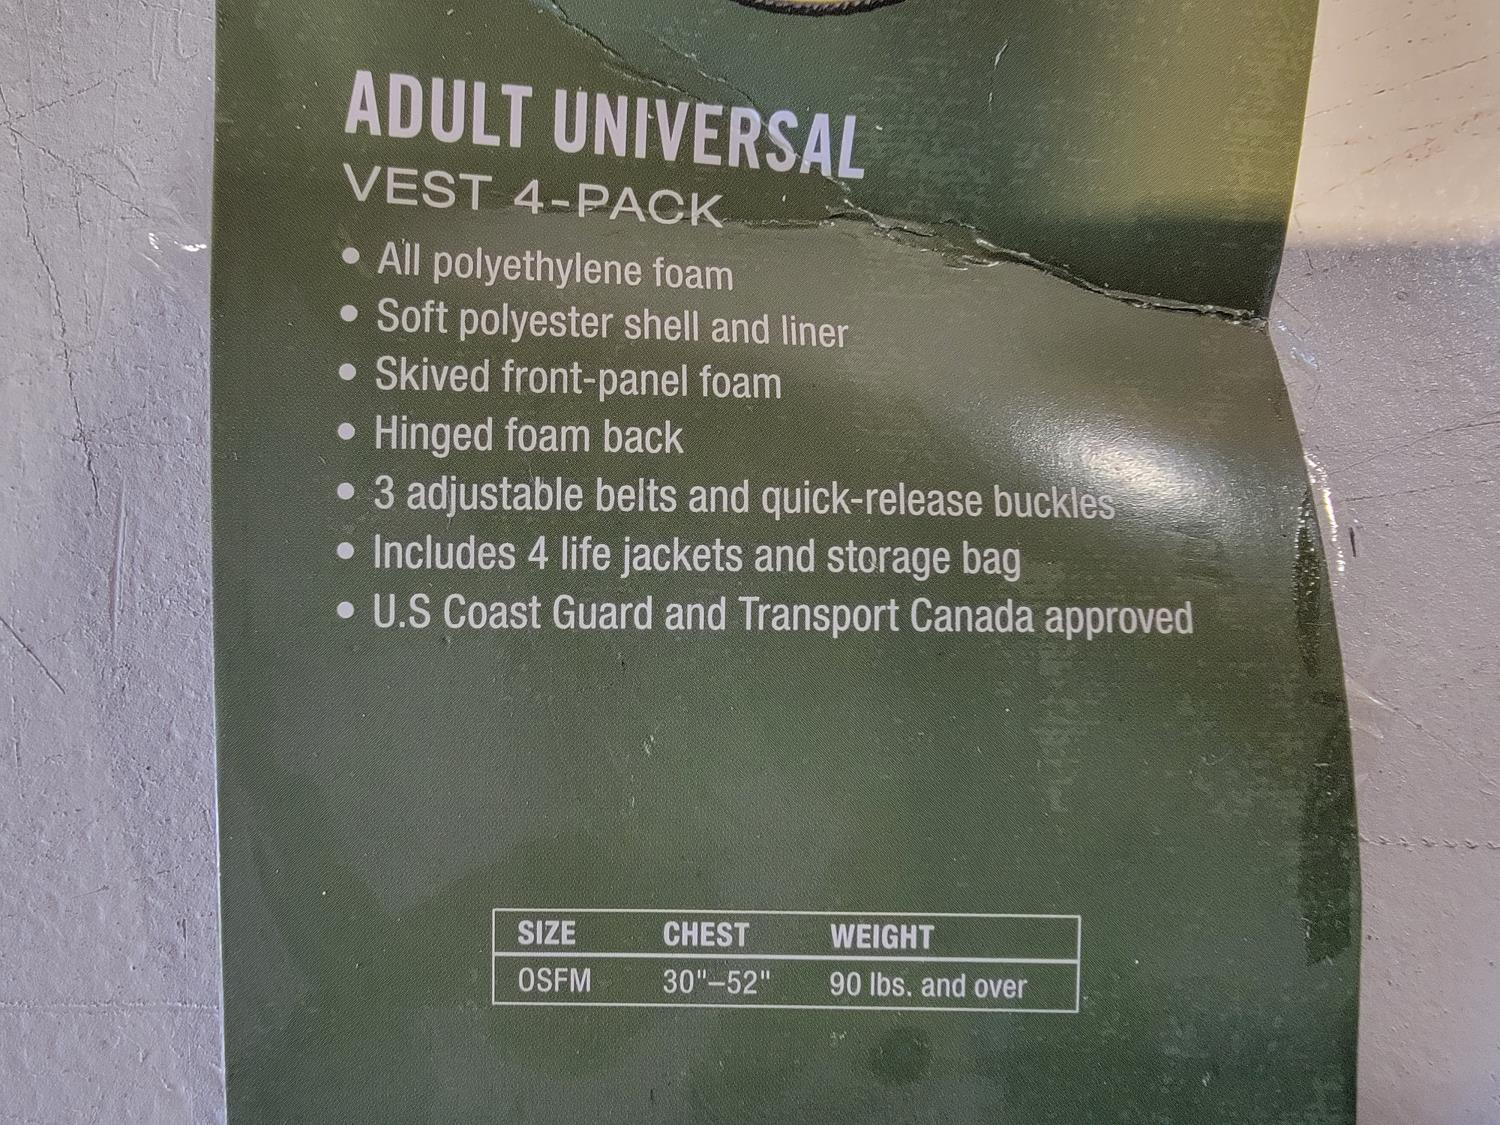 ADULT UNIVERSAL
VEST 4-PACK
• All polyethylene foam
• Soft polyester shell and liner
• Skived front-panel foam
• Hinged foam back
• 3 adjustable belts and quick-release buckles
• Includes 4 life jackets and storage bag
• U.S Coast Guard and Transport Canada approved
SIZE CHEST WEIGHT
OSFM 30"–52" 90 lbs. and over